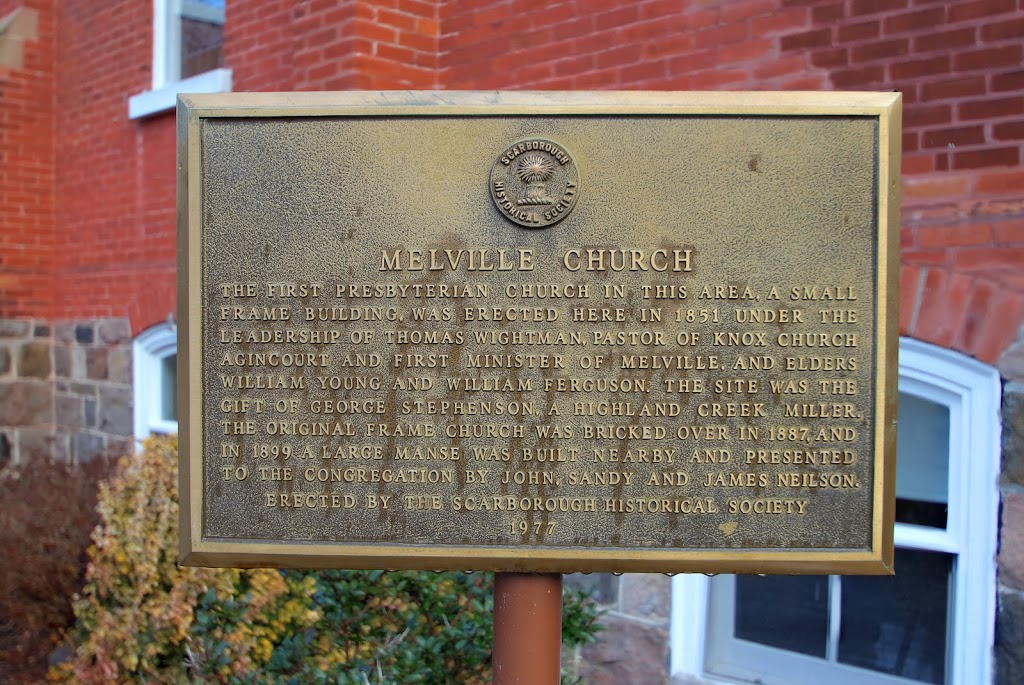 SCARBOROUGH
HISTORICAL SOCIETY
MELVILLE CHURCH
THE FIRST PRESBYTERIAN CHURCH IN THIS AREA, A SMALL
FRAME BUILDING, WAS ERECTED HERE IN 1851 UNDER THE
LEADERSHIP OF THOMAS WIGHTMAN, PASTOR OF KNOX CHURCH
AGINCOURT AND FIRST MINISTER OF MELVILLE, AND ELDERS
WILLIAM YOUNG AND WILLIAM FERGUSON. THE SITE WAS THE
GIFT OF GEORGE STEPHENSON, A HIGHLAND CREEK MILLER.
THE ORIGINAL FRAME CHURCH WAS BRICKED OVER IN 1887, AND
IN 1899 A LARGE MANSE WAS BUILT NEARBY AND PRESENTED
TO THE CONGREGATION BY JOHN, SANDY AND JAMES NEILSON.
ERECTED BY THE SCARBOROUGH HISTORICAL SOCIETY
1977